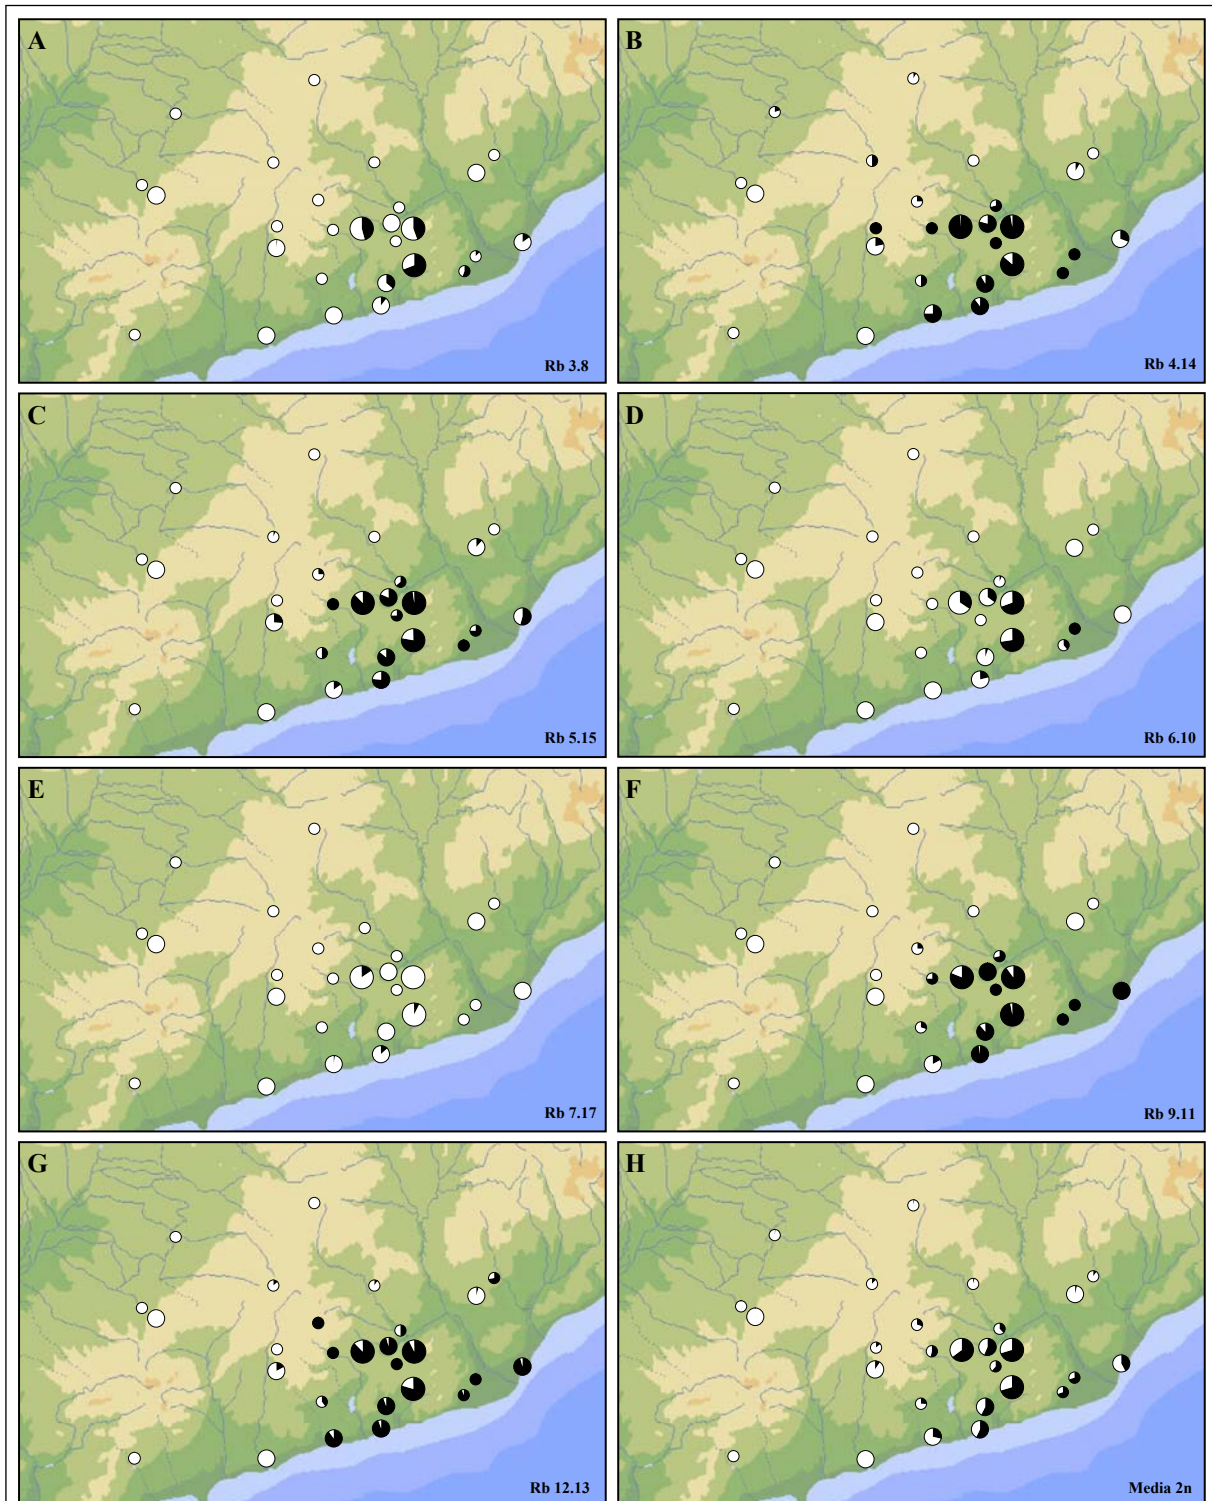 A
Rb 3.8
B
Rb 4.14
C
Rb 5.15
D
Rb 6.10
E
Rb 7.17
F
Rb 9.11
G
Rb 12.13
H
Media 2n